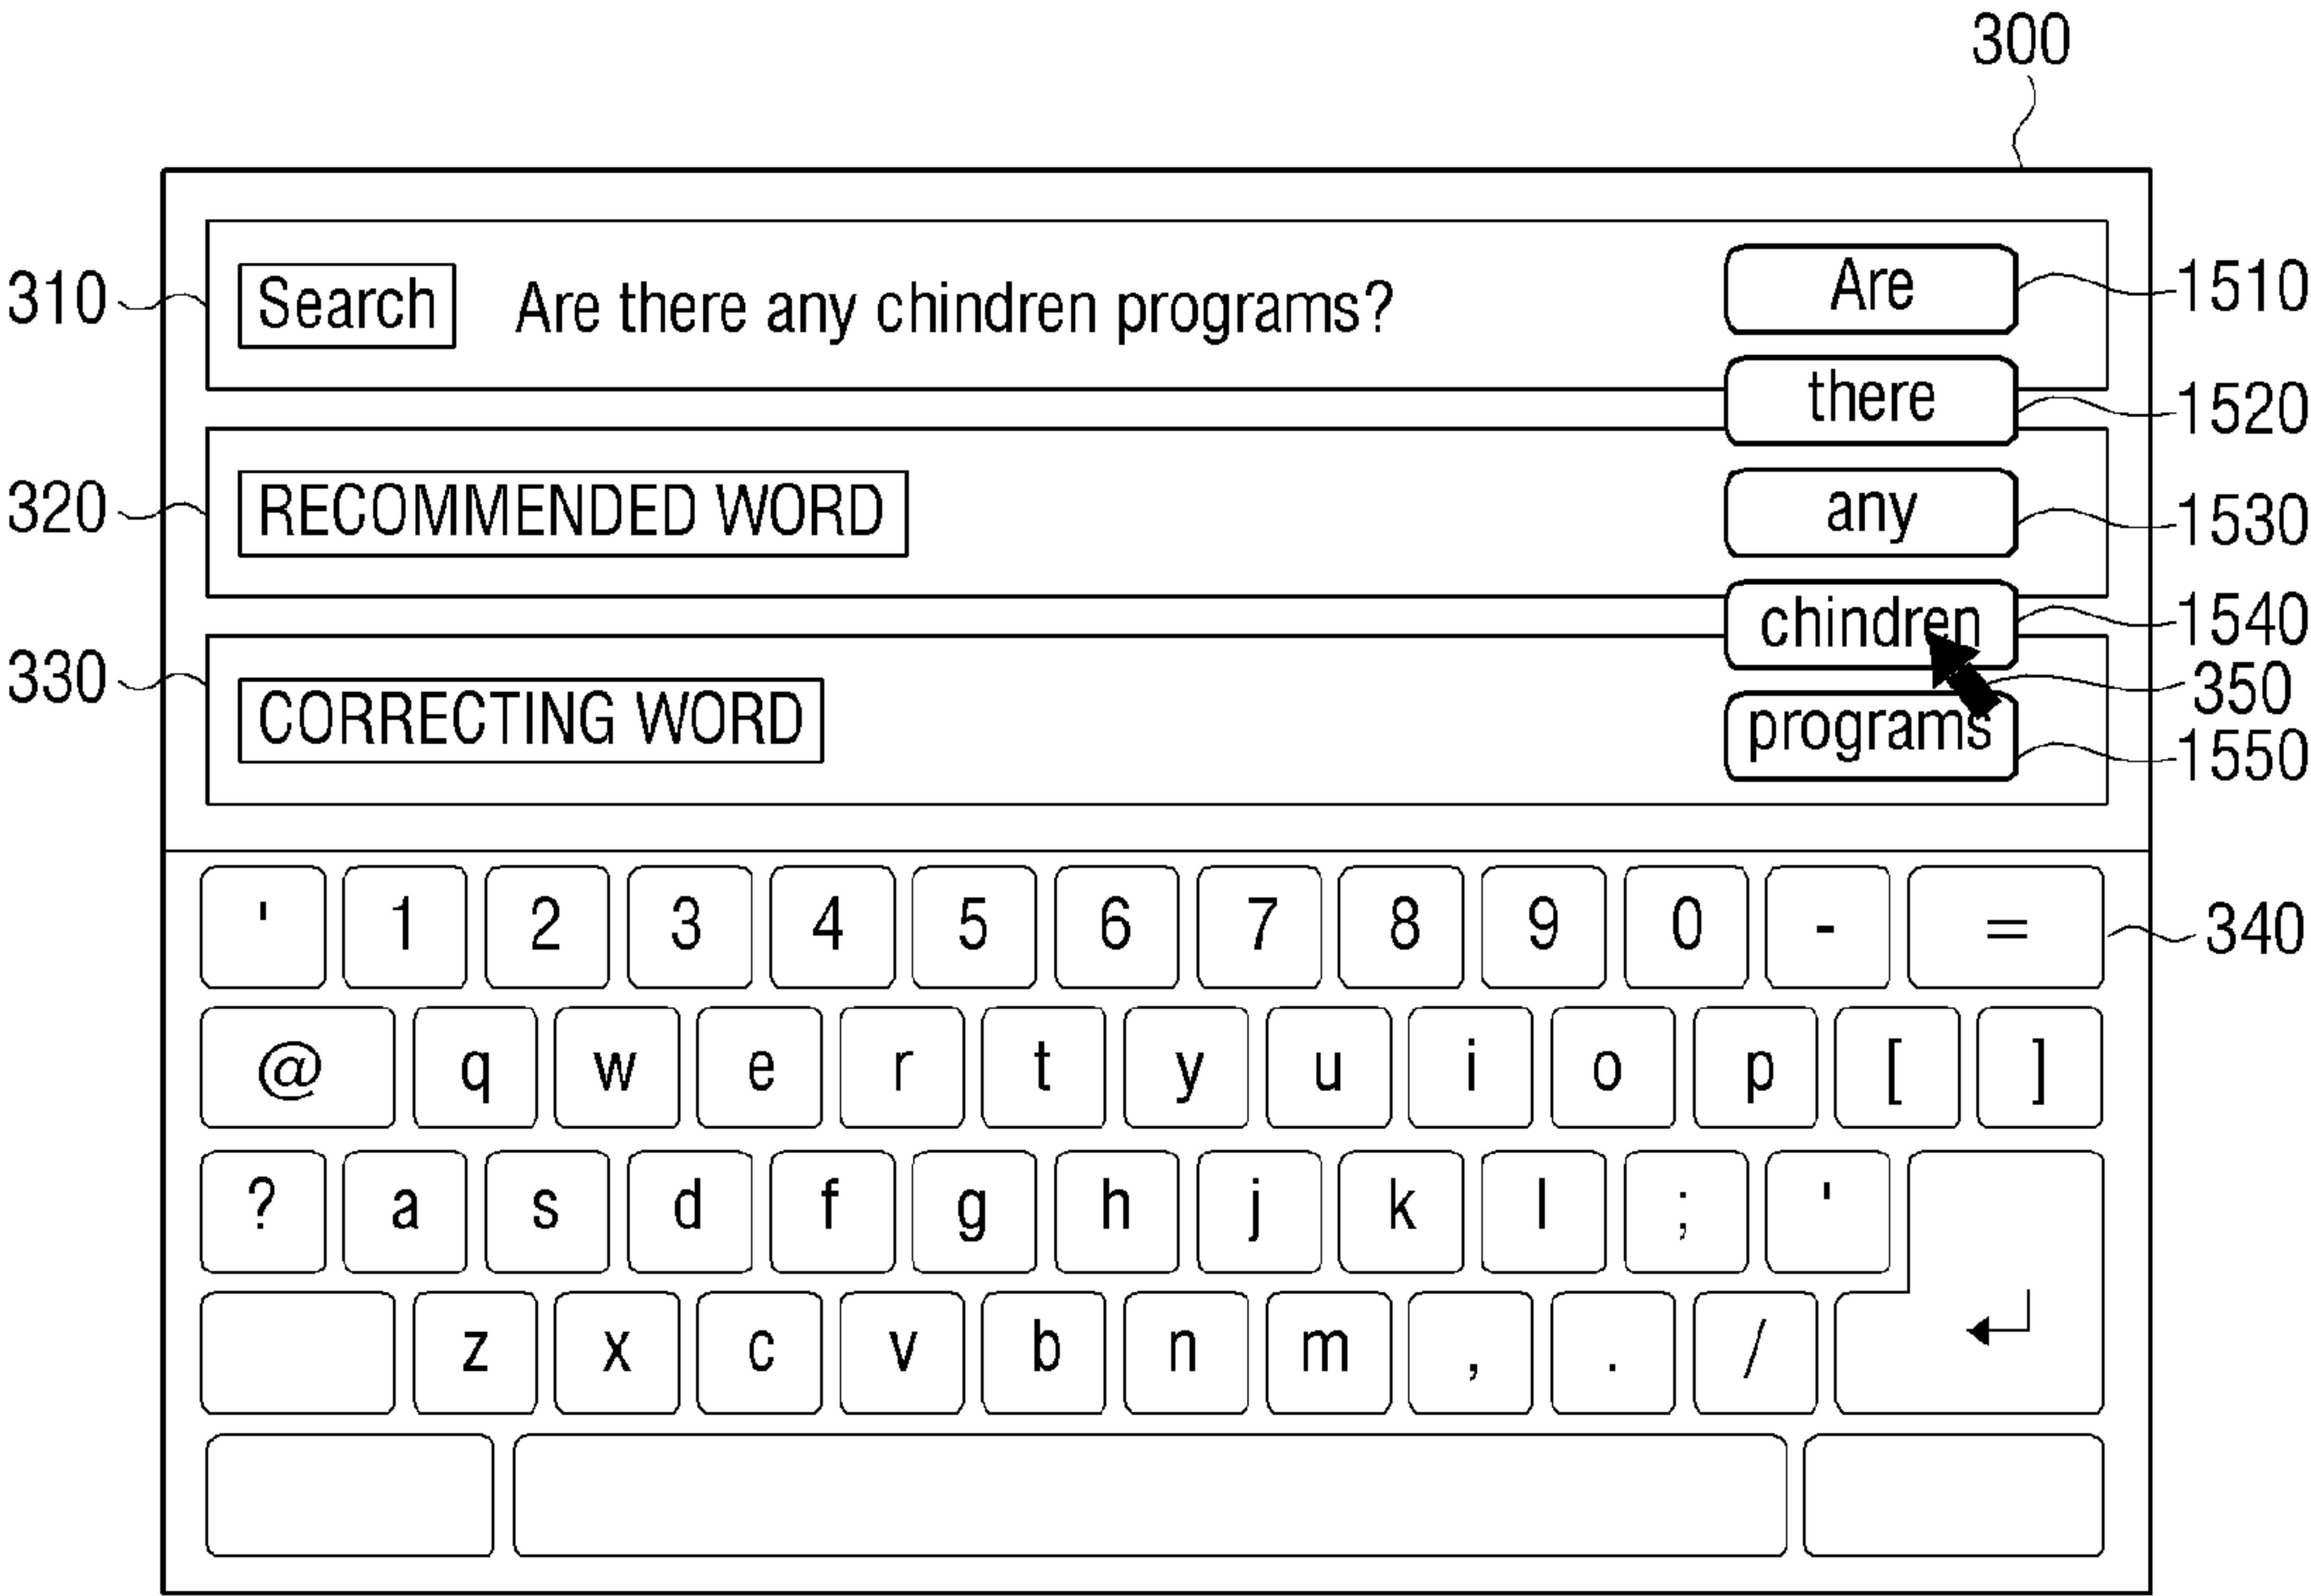 300
310 Search Are there any chindren programs? Are 1510
there 1520
320 RECOMMENDED WORD any 1530
chindren 1540
350
330 CORRECTING WORD programs 1550
' 1 2 3 4 5 6 7 8 9 0 - = 340
@ q w e r t y u i o p [ ]
? a s d f g h j k l ; '
z x c v b n m , . /